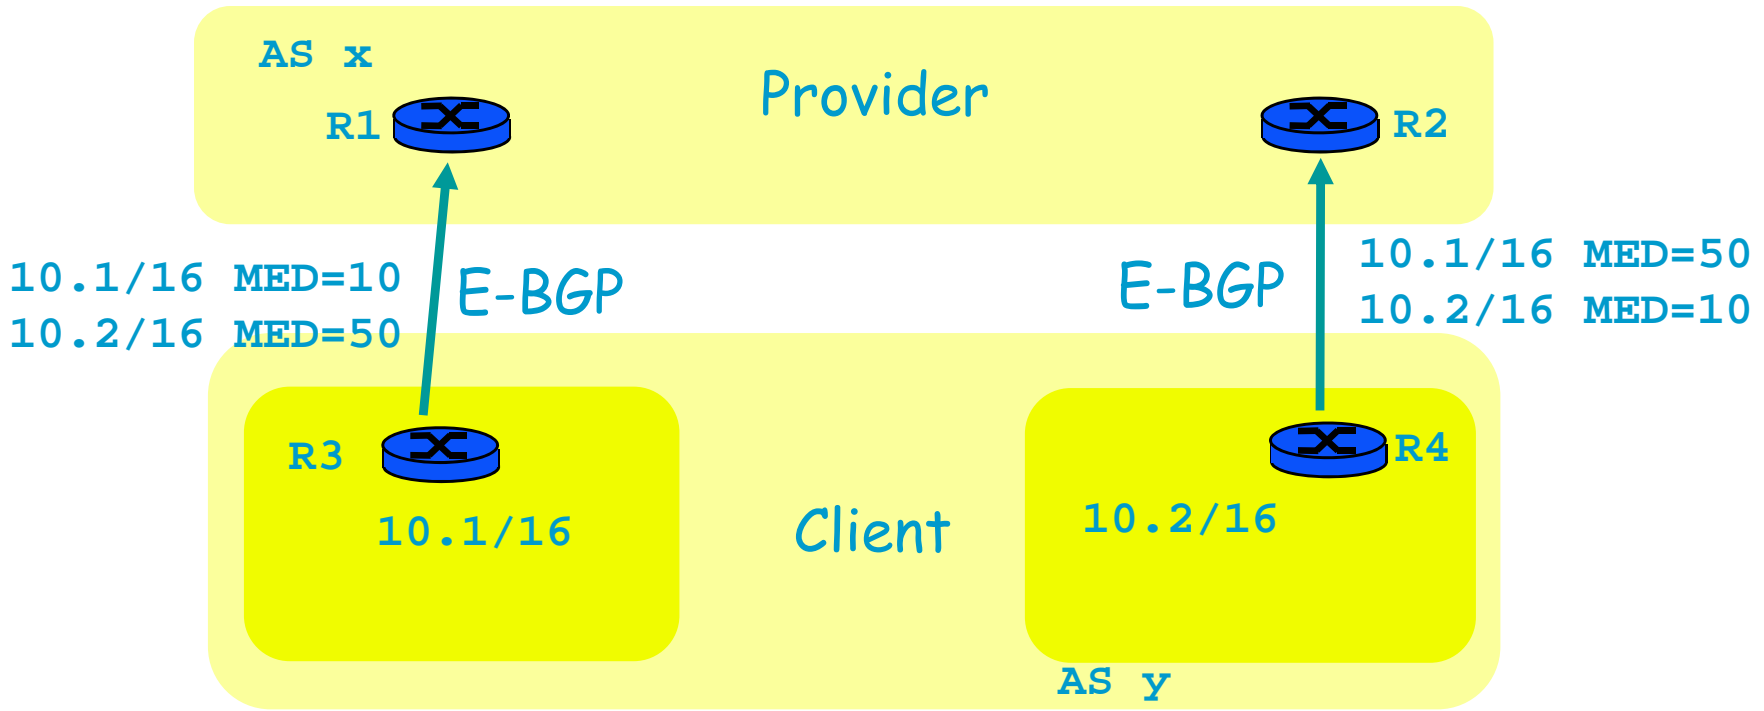 AS x
Provider
R1
R2
10.1/16 MED=10
10.2/16 MED=50
E-BGP
E-BGP
10.1/16 MED=50
10.2/16 MED=10
R3
10.1/16
Client
R4
10.2/16
AS y